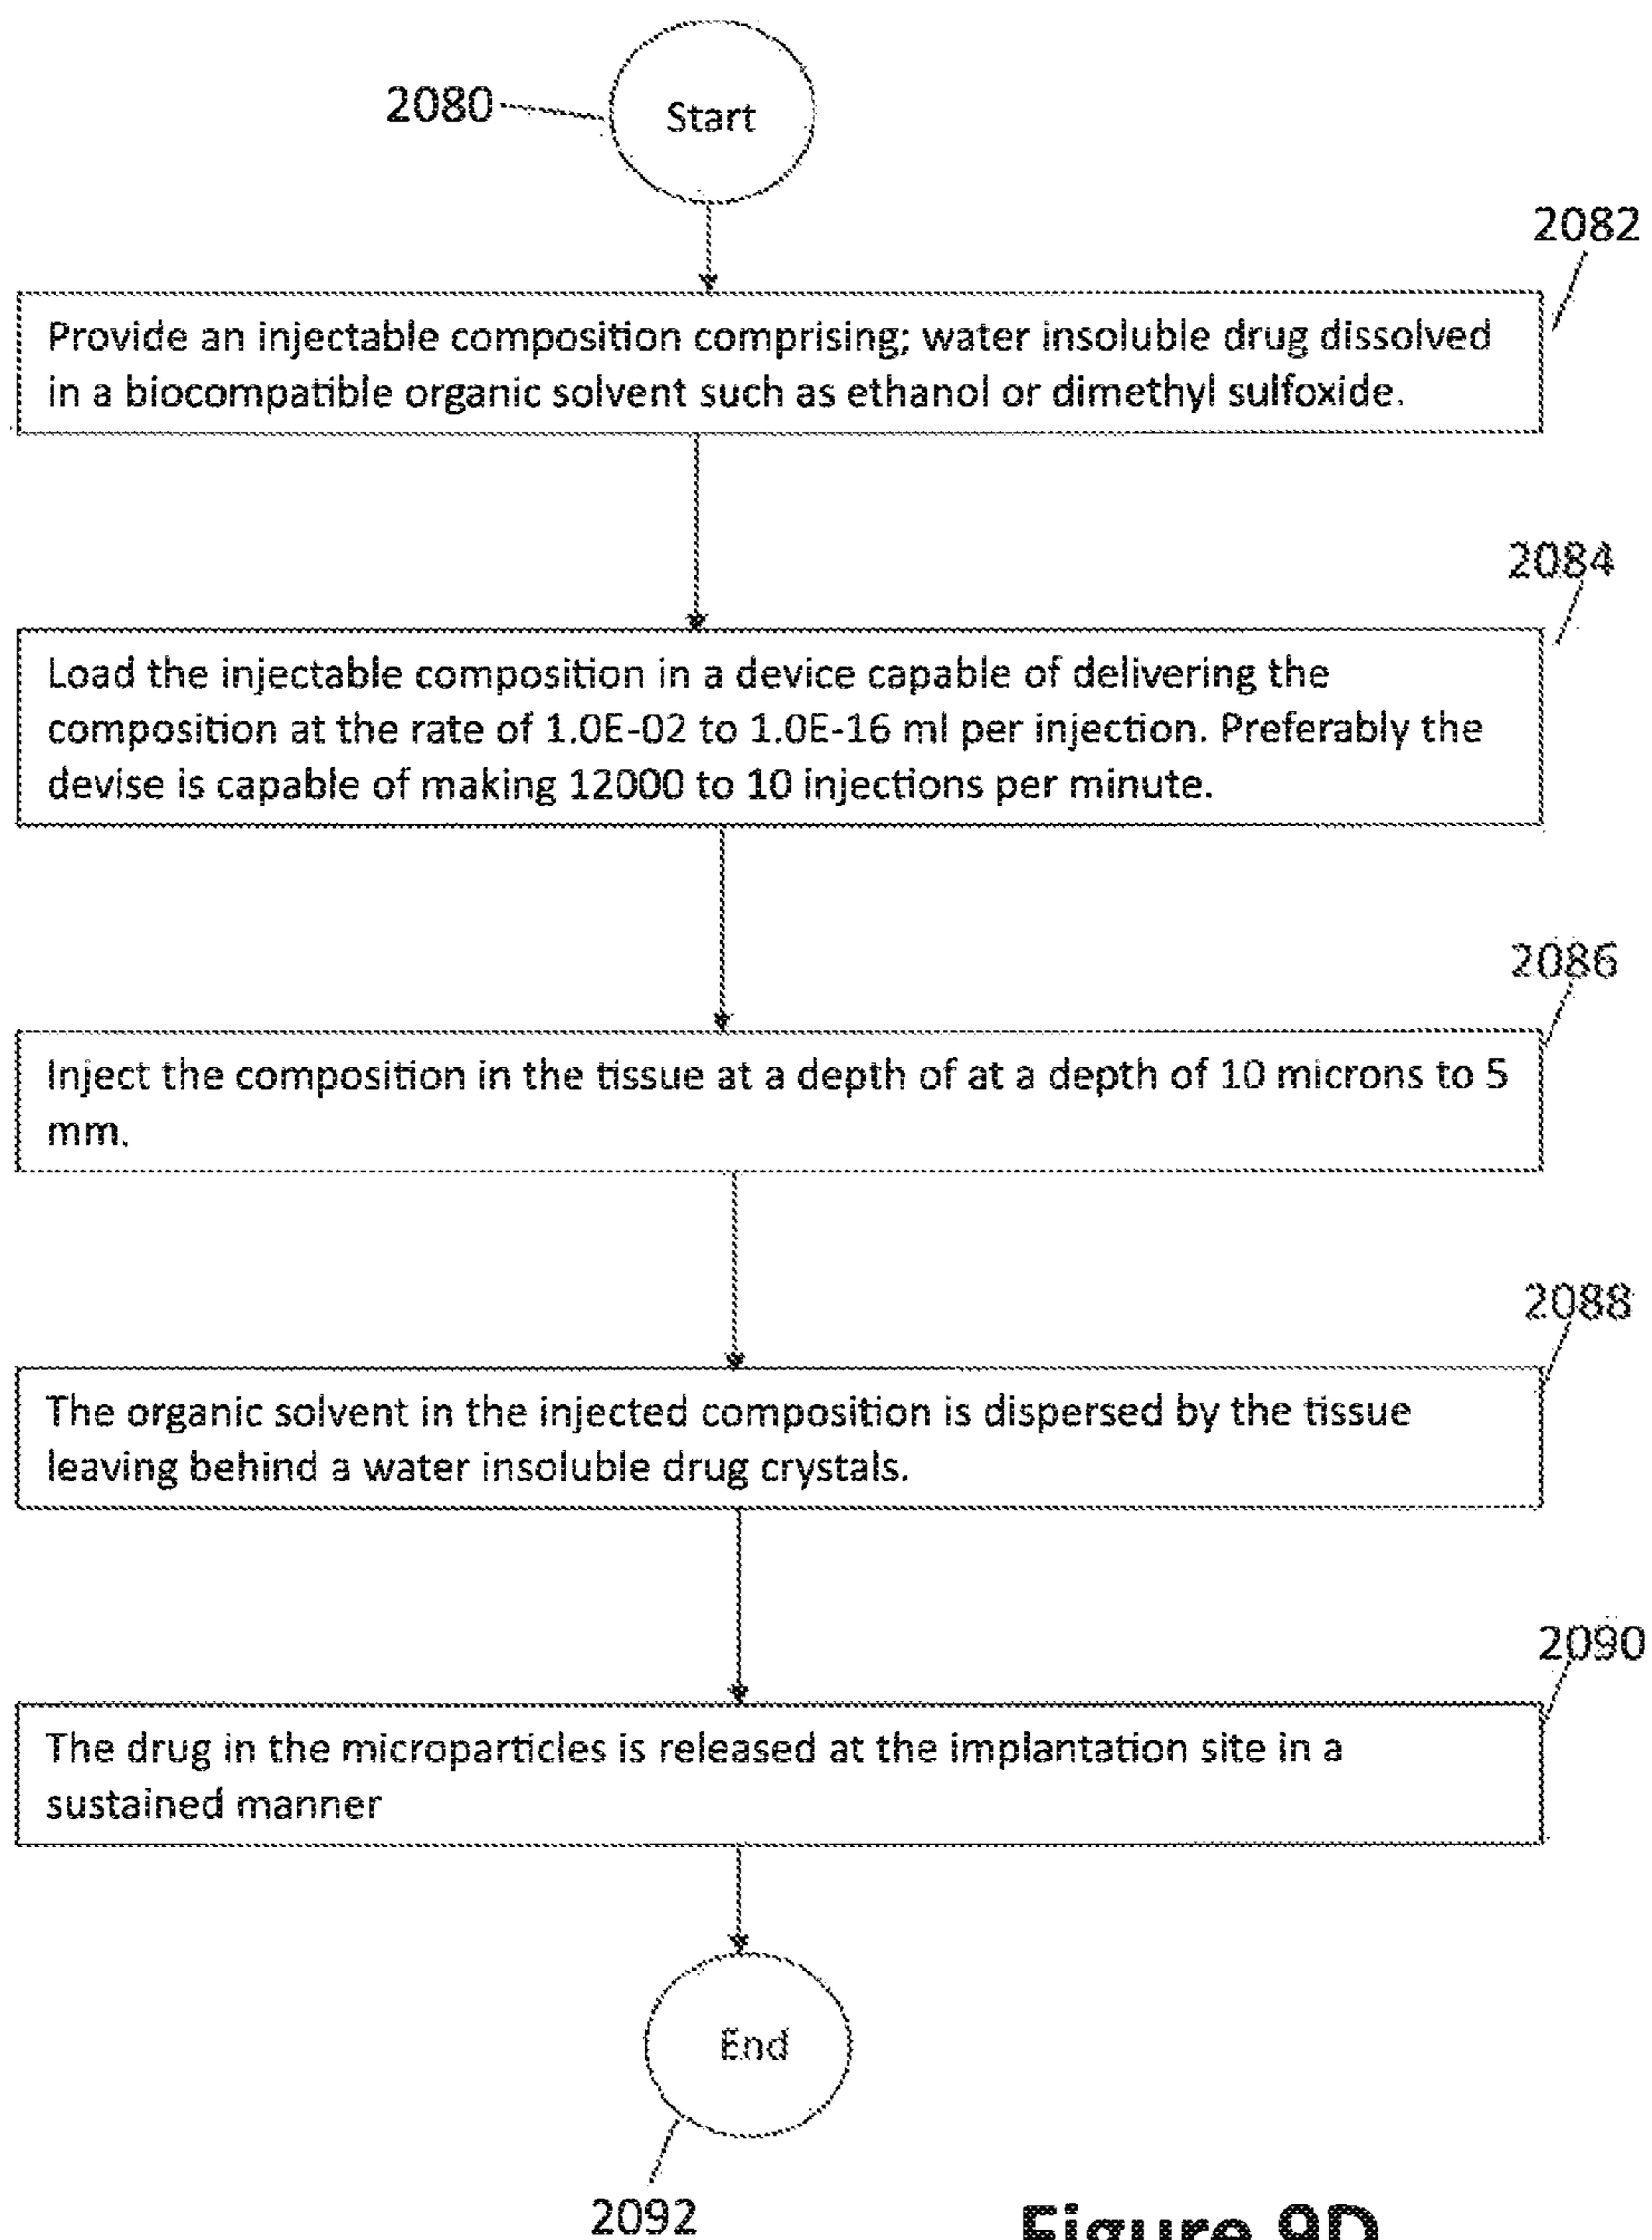 2080
Start
2082
Provide an injectable composition comprising; water insoluble drug dissolved
in a biocompatible organic solvent such as ethanol or dimethyl sulfoxide.
2084
Load the injectable composition in a device capable of delivering the
composition at the rate of 1.0E-02 to 1.0E-16 ml per injection. Preferably the
devise is capable of making 12000 to 10 injections per minute.
2086
Inject the composition in the tissue at a depth of at a depth of 10 microns to 5
mm.
2088
The organic solvent in the injected composition is dispersed by the tissue
leaving behind a water insoluble drug crystals.
2090
The drug in the microparticles is released at the implantation site in a
sustained manner
End
2092
Figure 9D